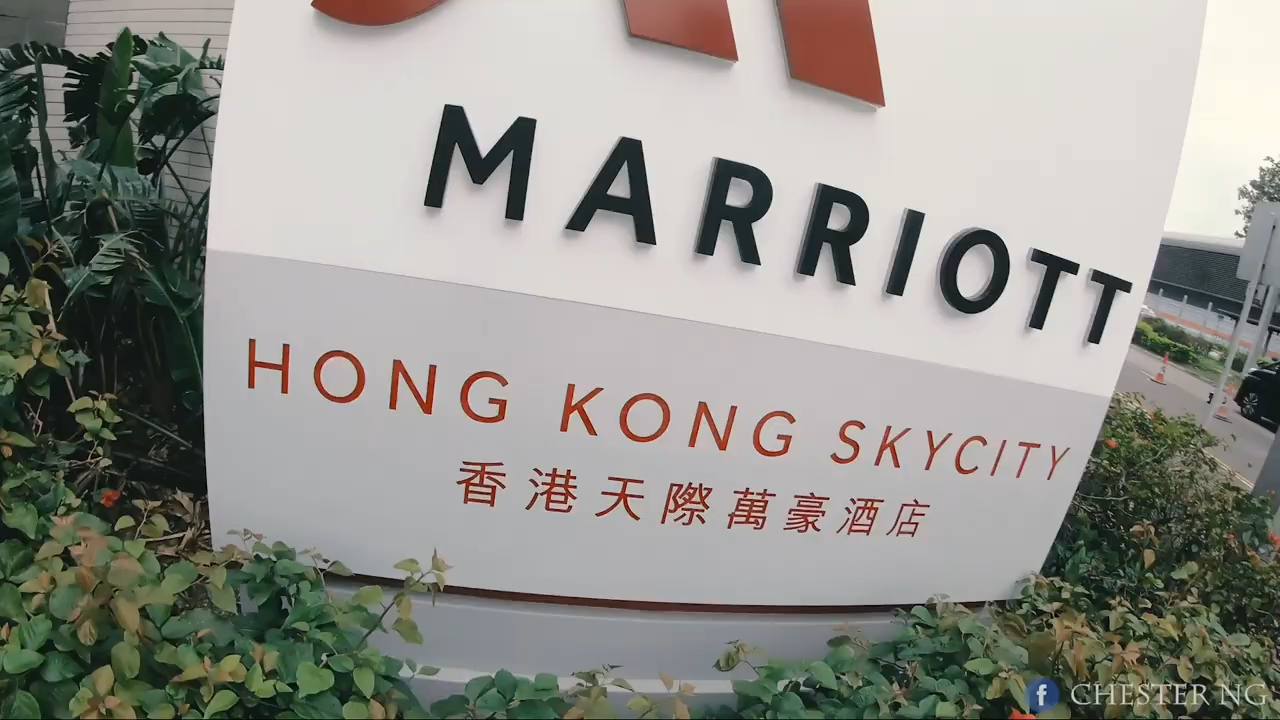 MARRIOTT
HONG KONG SKYCITY
香港天際萬豪酒店
f CHESTER NG